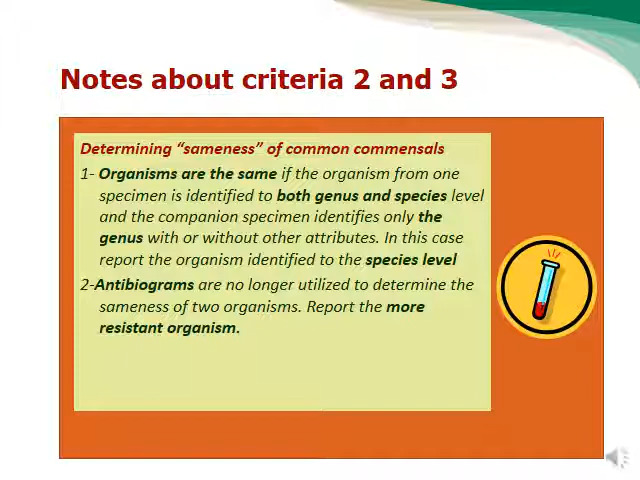 Notes about criteria 2 and 3
Determining “sameness” of common commensals
1- Organisms are the same if the organism from one
specimen is identified to both genus and species level
and the companion specimen identifies only the
genus with or without other attributes. In this case
report the organism identified to the species level
2-Antibiograms are no longer utilized to determine the
sameness of two organisms. Report the more
resistant organism.